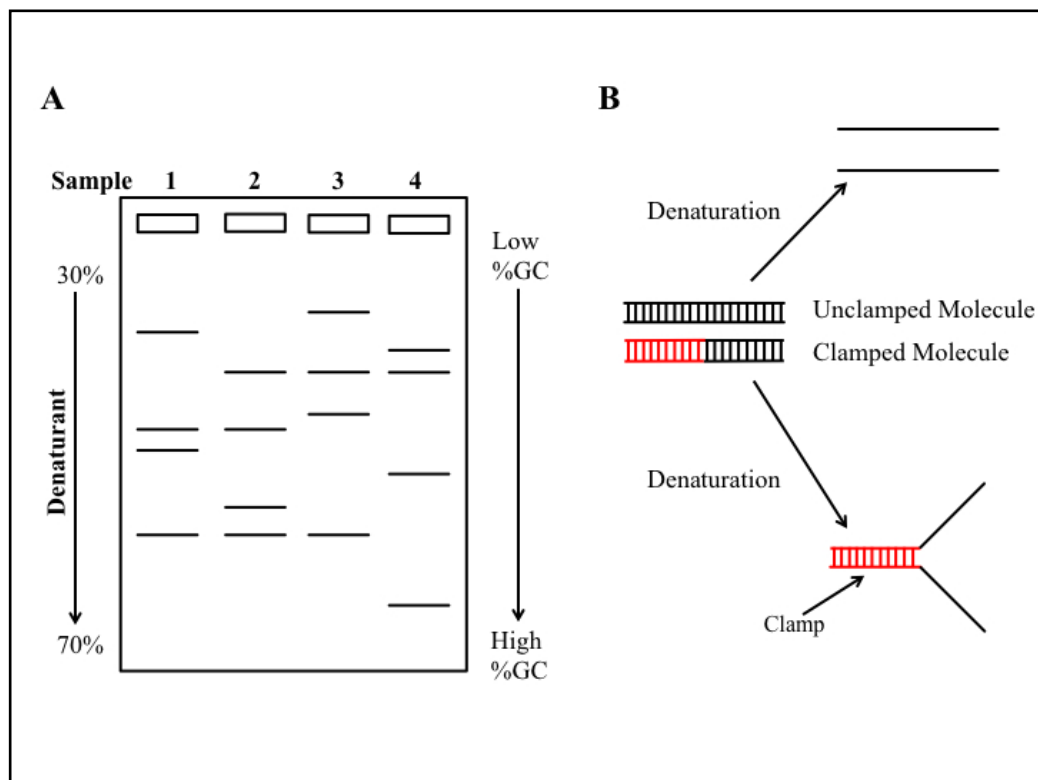 A
B
Sample 1 2 3 4
30%
Denaturant
70%
Low
%GC
High
%GC
Denaturation
Unclamped Molecule
Clamped Molecule
Denaturation
Clamp